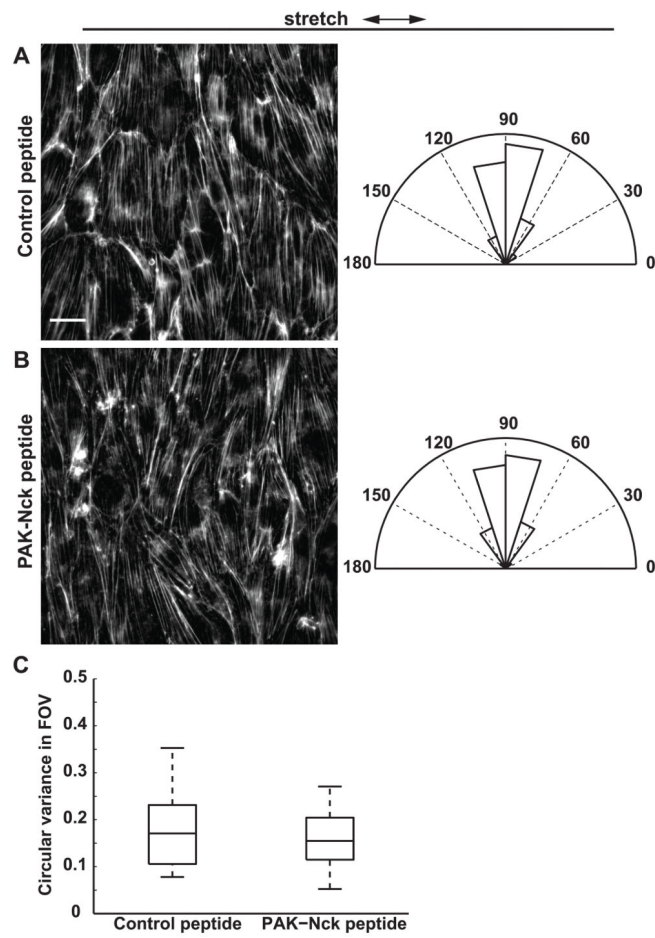 stretch
A
Control peptide
90
120
60
150
30
180
0
B
PAK-Nck peptide
90
120
60
150
30
180
0
C
Circular variance in FOV
0.5
0.3
0.2
0.1
0
Control peptide
PAK−Nck peptide